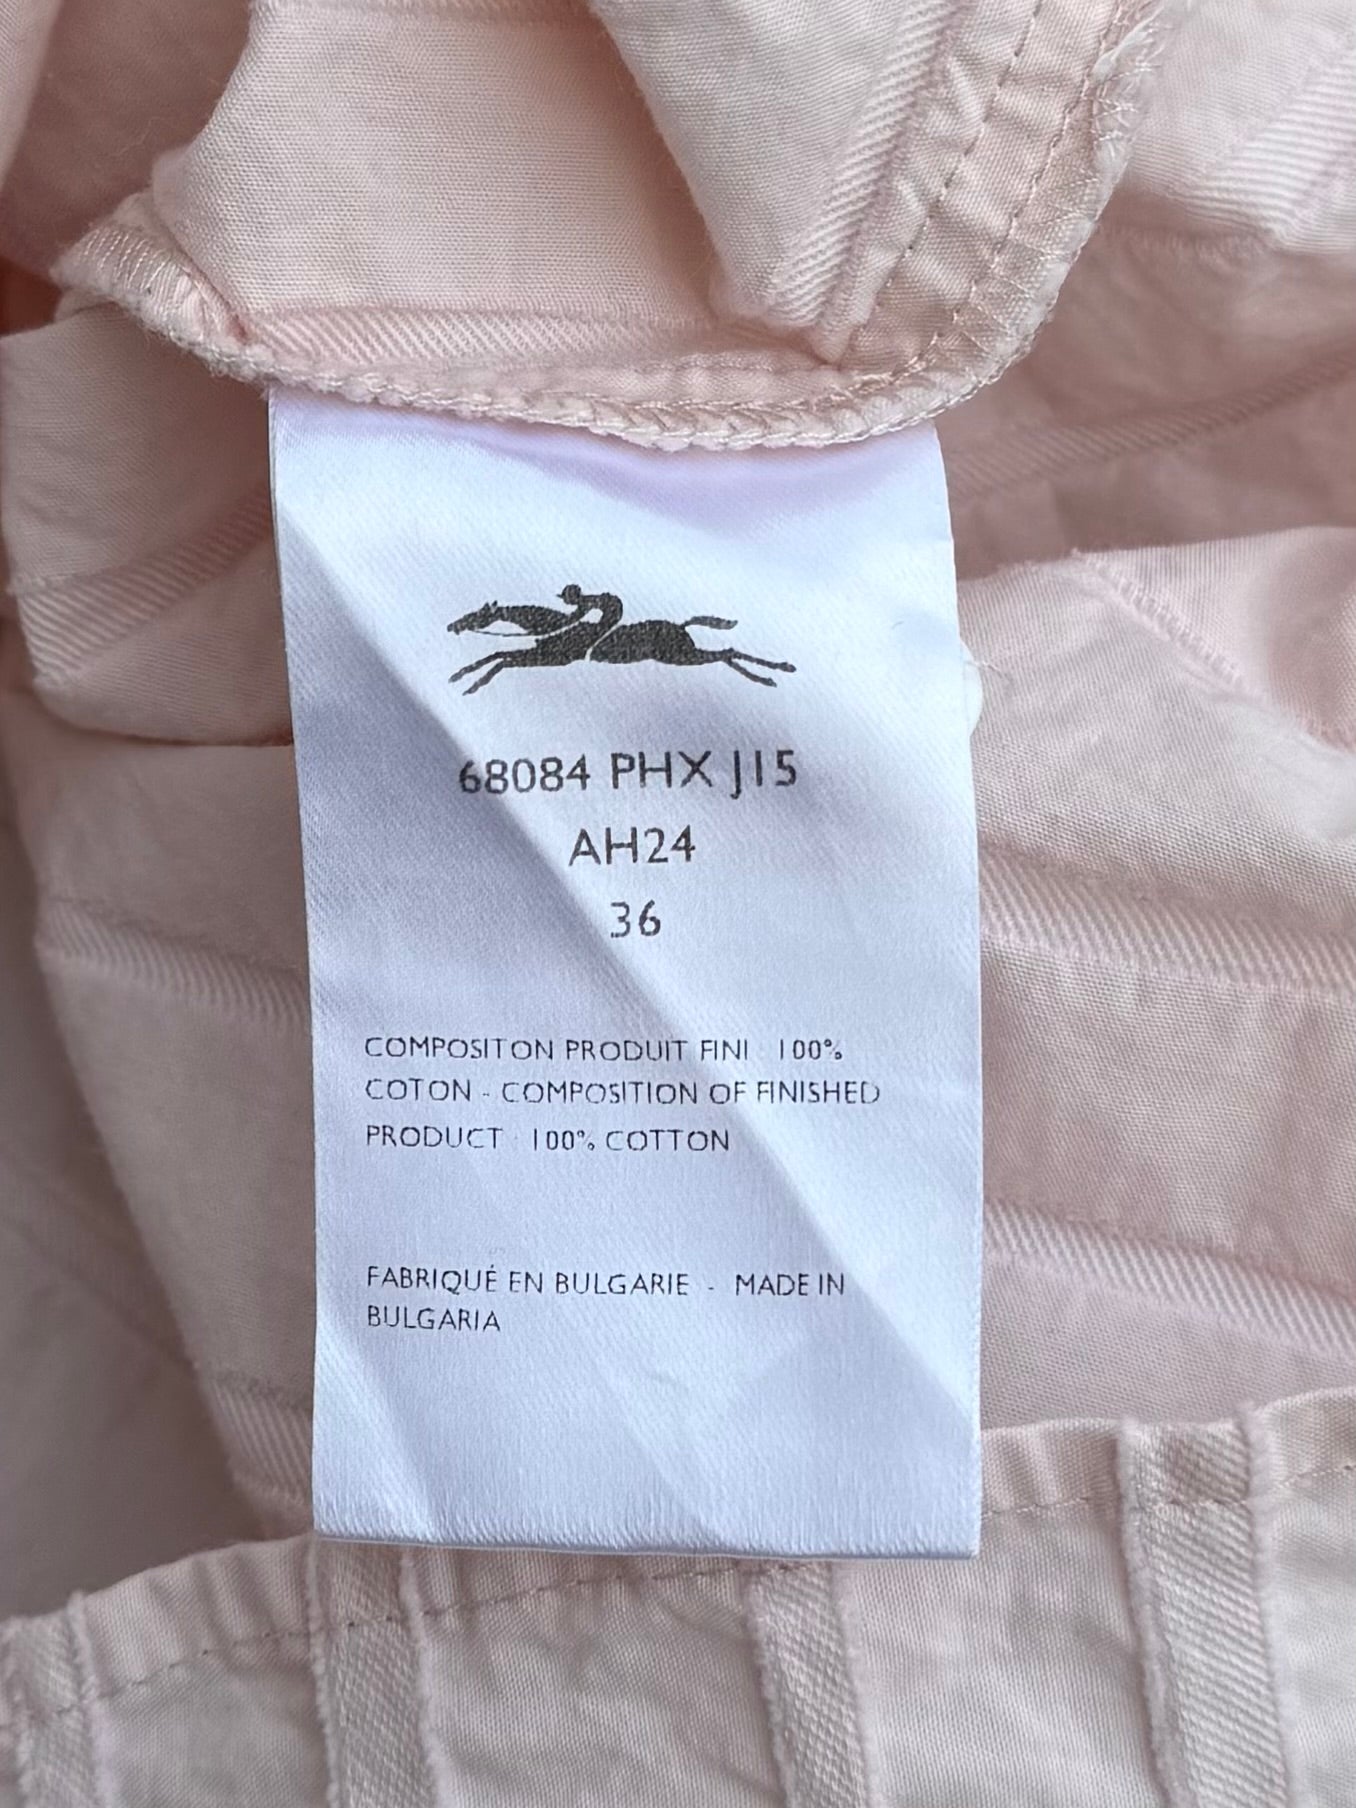 68084 PHX J15
AH24
36
COMPOSITON PRODUIT FINI : 100%
COTON - COMPOSITION OF FINISHED
PRODUCT : 100% COTTON
FABRIQUÉ EN BULGARIE - MADE IN
BULGARIA